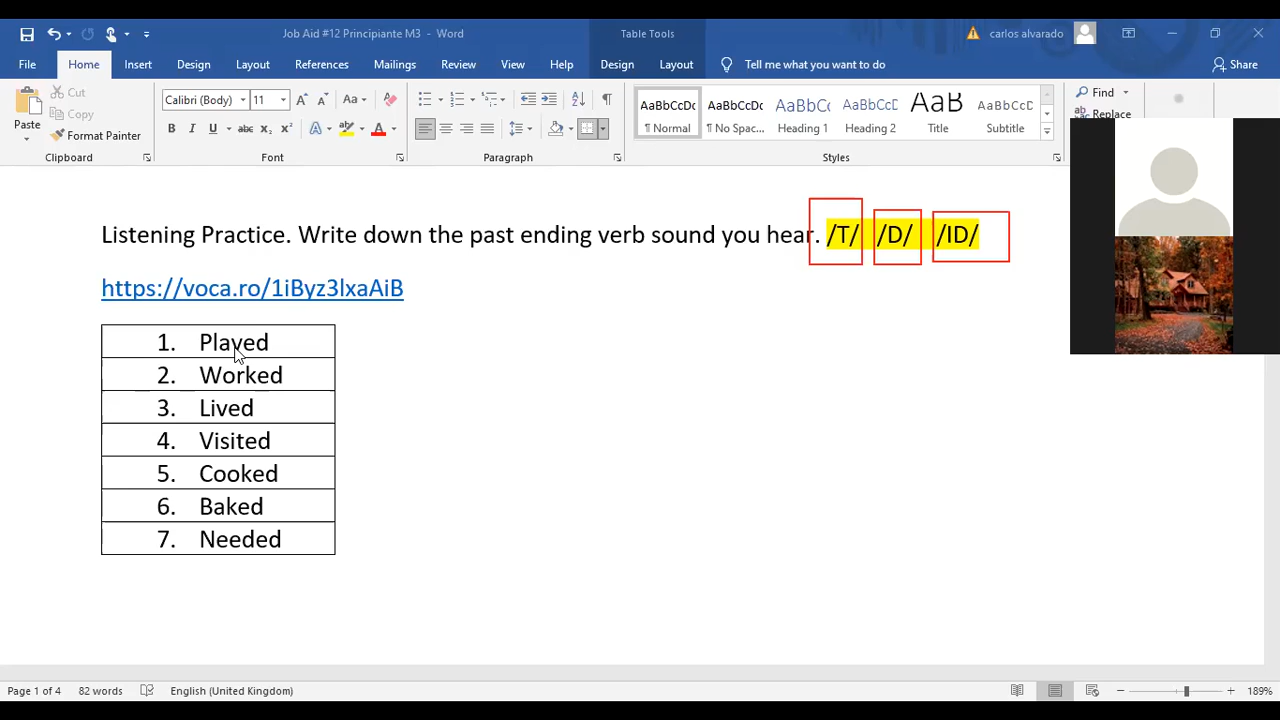 Job Aid #12 Principiante M3 - Word
Table Tools
carlos alvarado
File Home Insert Design Layout References Mailings Review View Help Design Layout Tell me what you want to do Share
Paste
Cut
Copy
Format Painter
Clipboard
Calibri (Body) 11 Aa
B I U abc x₂ x² A A
Font
Paragraph
AaBbCcDc AaBbCcDc AaBbCc AaBbCcD AaB AaBbCcD
¶ Normal ¶ No Spac... Heading 1 Heading 2 Title Subtitle
Styles
Find
Replace
Listening Practice. Write down the past ending verb sound you hear. /T/ /D/ /ID/
https://voca.ro/1iByz3lxaAiB
1. Played
2. Worked
3. Lived
4. Visited
5. Cooked
6. Baked
7. Needed
Page 1 of 4 82 words English (United Kingdom) 189%